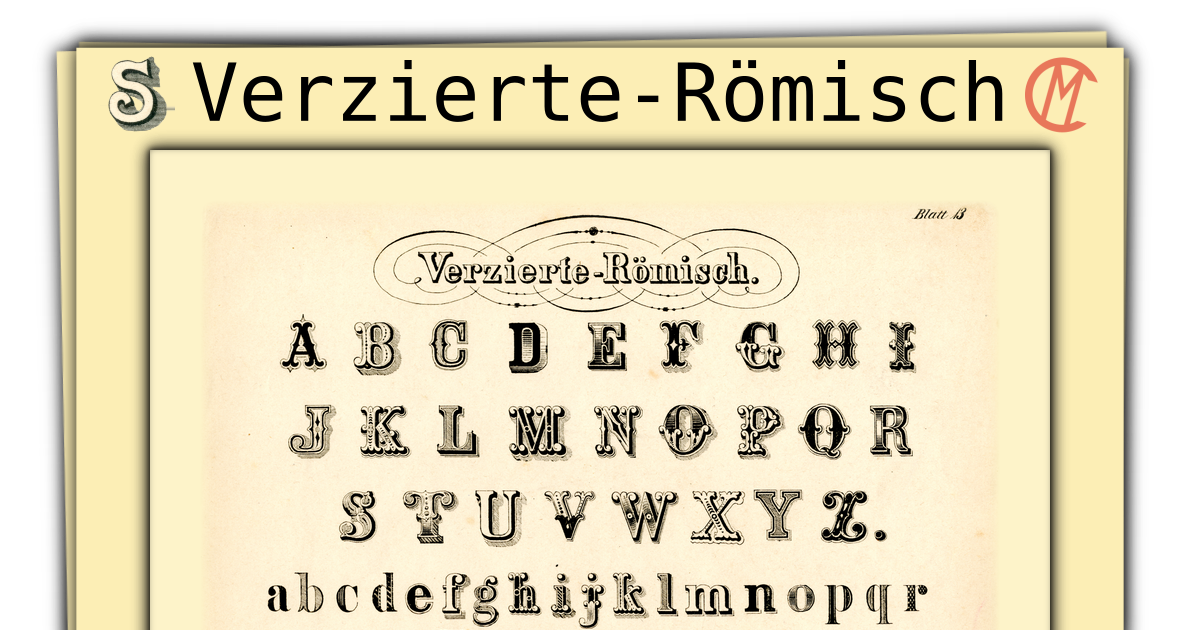 S Verzierte-Römisch CM
Blatt 13
Verzierte-Römisch.
A B C D E F G H I
J K L M N O P Q R
S T U V W X Y Z.
a b c d e f g h i j k l m n o p q r